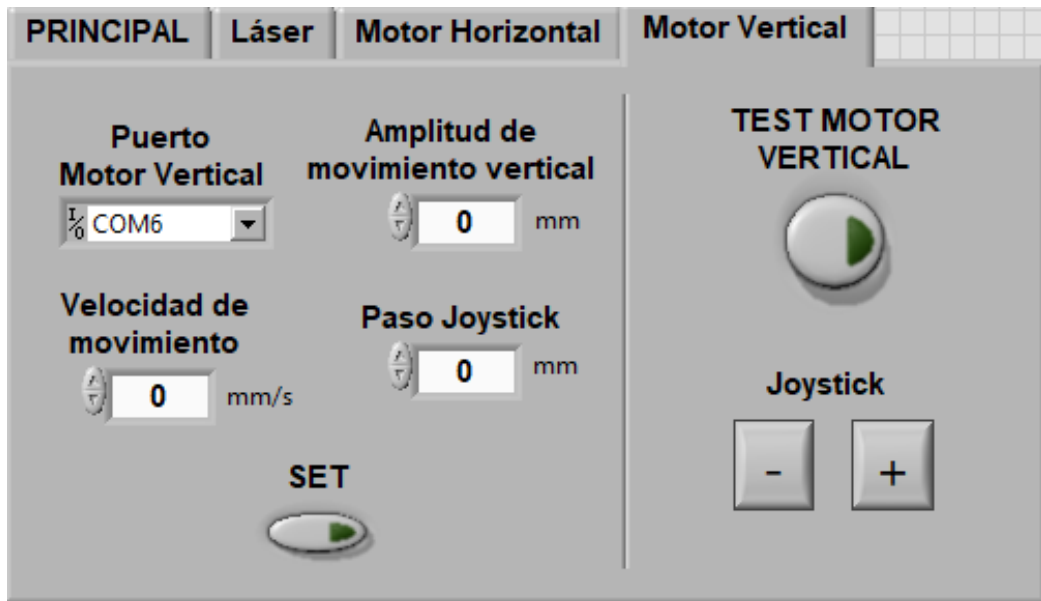 PRINCIPAL
Láser
Motor Horizontal
Motor Vertical
Puerto
Motor Vertical
I/O COM6
Amplitud de
movimiento vertical
0 mm
Velocidad de
movimiento
0 mm/s
Paso Joystick
0 mm
SET
TEST MOTOR
VERTICAL
Joystick
- +